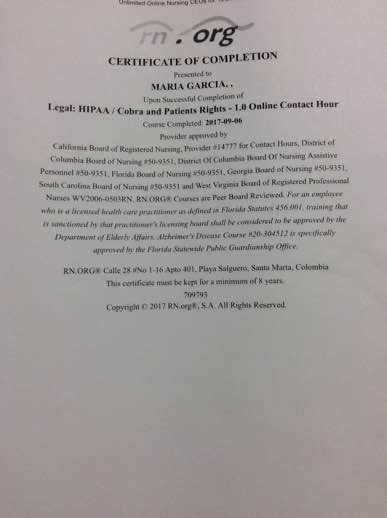 Unlimited Online Nursing CEUs for
rn.org
CERTIFICATE OF COMPLETION
Presented to
MARIA GARCIA, ,
Upon Successful Completion of
Legal: HIPAA / Cobra and Patients Rights - 1.0 Online Contact Hour
Course Completed: 2017-09-06
Provider approved by
California Board of Registered Nursing, Provider #14777 for Contact Hours, District of
Columbia Board of Nursing #50-9351, District Of Columbia Board Of Nursing Assistive
Personnel #50-9351, Florida Board of Nursing #50-9351, Georgia Board of Nursing #50-9351,
South Carolina Board of Nursing #50-9351 and West Virginia Board of Registered Professional
Nurses WV2006-0503RN. RN.ORG® Courses are Peer Board Reviewed. For an employee
who is a licensed health care practitioner as defined in Florida Statutes 456.001, training that
is sanctioned by that practitioner's licensing board shall be considered to be approved by the
Department of Elderly Affairs. Alzheimer's Disease Course #20-304512 is specifically
approved by the Florida Statewide Public Guardianship Office.
RN.ORG® Calle 28 #No 1-16 Apto 401, Playa Salguero, Santa Marta, Colombia
This certificate must be kept for a minimum of 8 years.
709793
Copyright © 2017 RN.org®, S.A. All Rights Reserved.